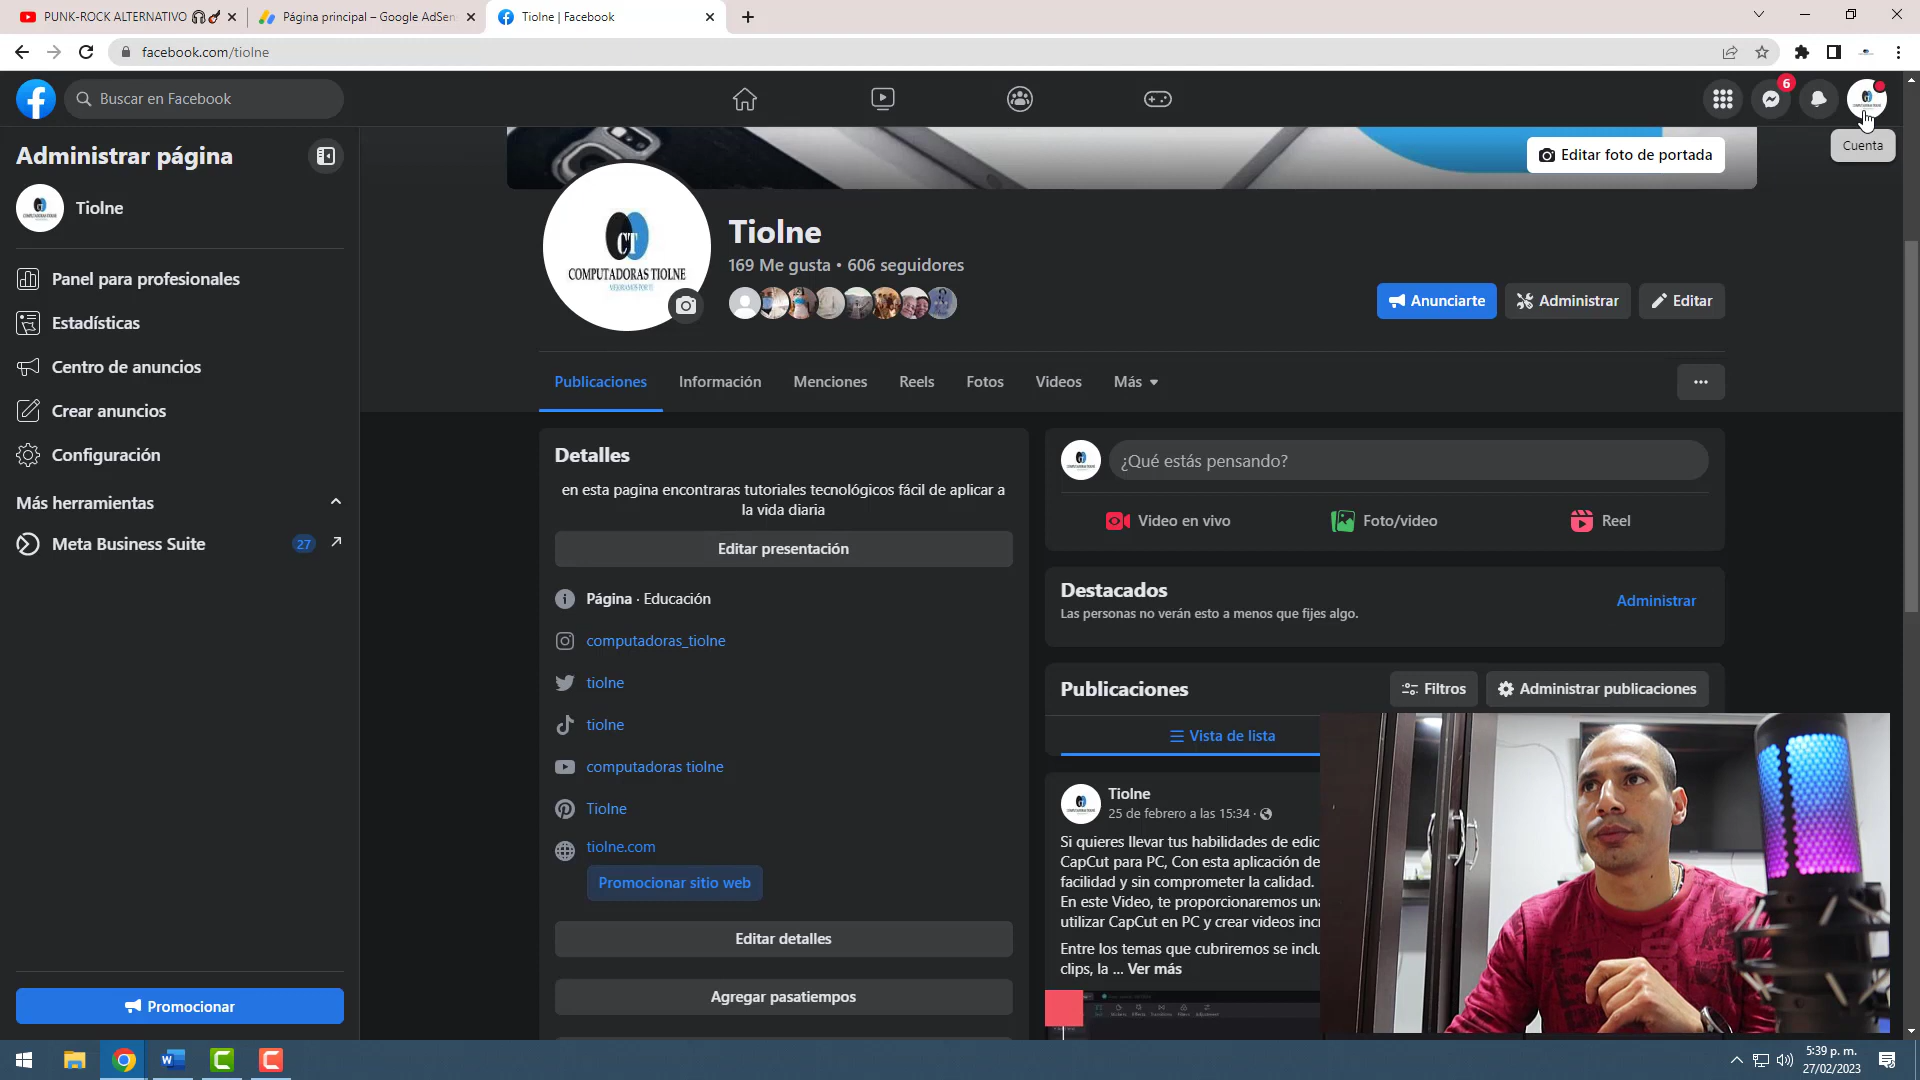 PUNK-ROCK ALTERNATIVO
Página principal – Google AdSen
Tiolne | Facebook
facebook.com/tiolne
Buscar en Facebook
6
Cuenta
Administrar página
Tiolne
Panel para profesionales
Estadísticas
Centro de anuncios
Crear anuncios
Configuración
Más herramientas
Meta Business Suite
27
Promocionar
Editar foto de portada
CT
COMPUTADORAS TIOLNE
Tiolne
169 Me gusta • 606 seguidores
Anunciarte
Administrar
Editar
Publicaciones
Información
Menciones
Reels
Fotos
Videos
Más
Detalles
en esta pagina encontraras tutoriales tecnológicos fácil de aplicar a
la vida diaria
Editar presentación
Página · Educación
computadoras_tiolne
tiolne
tiolne
computadoras tiolne
Tiolne
tiolne.com
Promocionar sitio web
Editar detalles
Agregar pasatiempos
¿Qué estás pensando?
Video en vivo
Foto/video
Reel
Destacados
Las personas no verán esto a menos que fijes algo.
Administrar
Publicaciones
Filtros
Administrar publicaciones
Vista de lista
Tiolne
25 de febrero a las 15:34 ·
Si quieres llevar tus habilidades de edic
CapCut para PC, Con esta aplicación de
facilidad y sin comprometer la calidad.
En este Video, te proporcionaremos una
utilizar CapCut en PC y crear videos incr
Entre los temas que cubriremos se inclu
clips, la ... Ver más
5:39 p. m.
27/02/2023